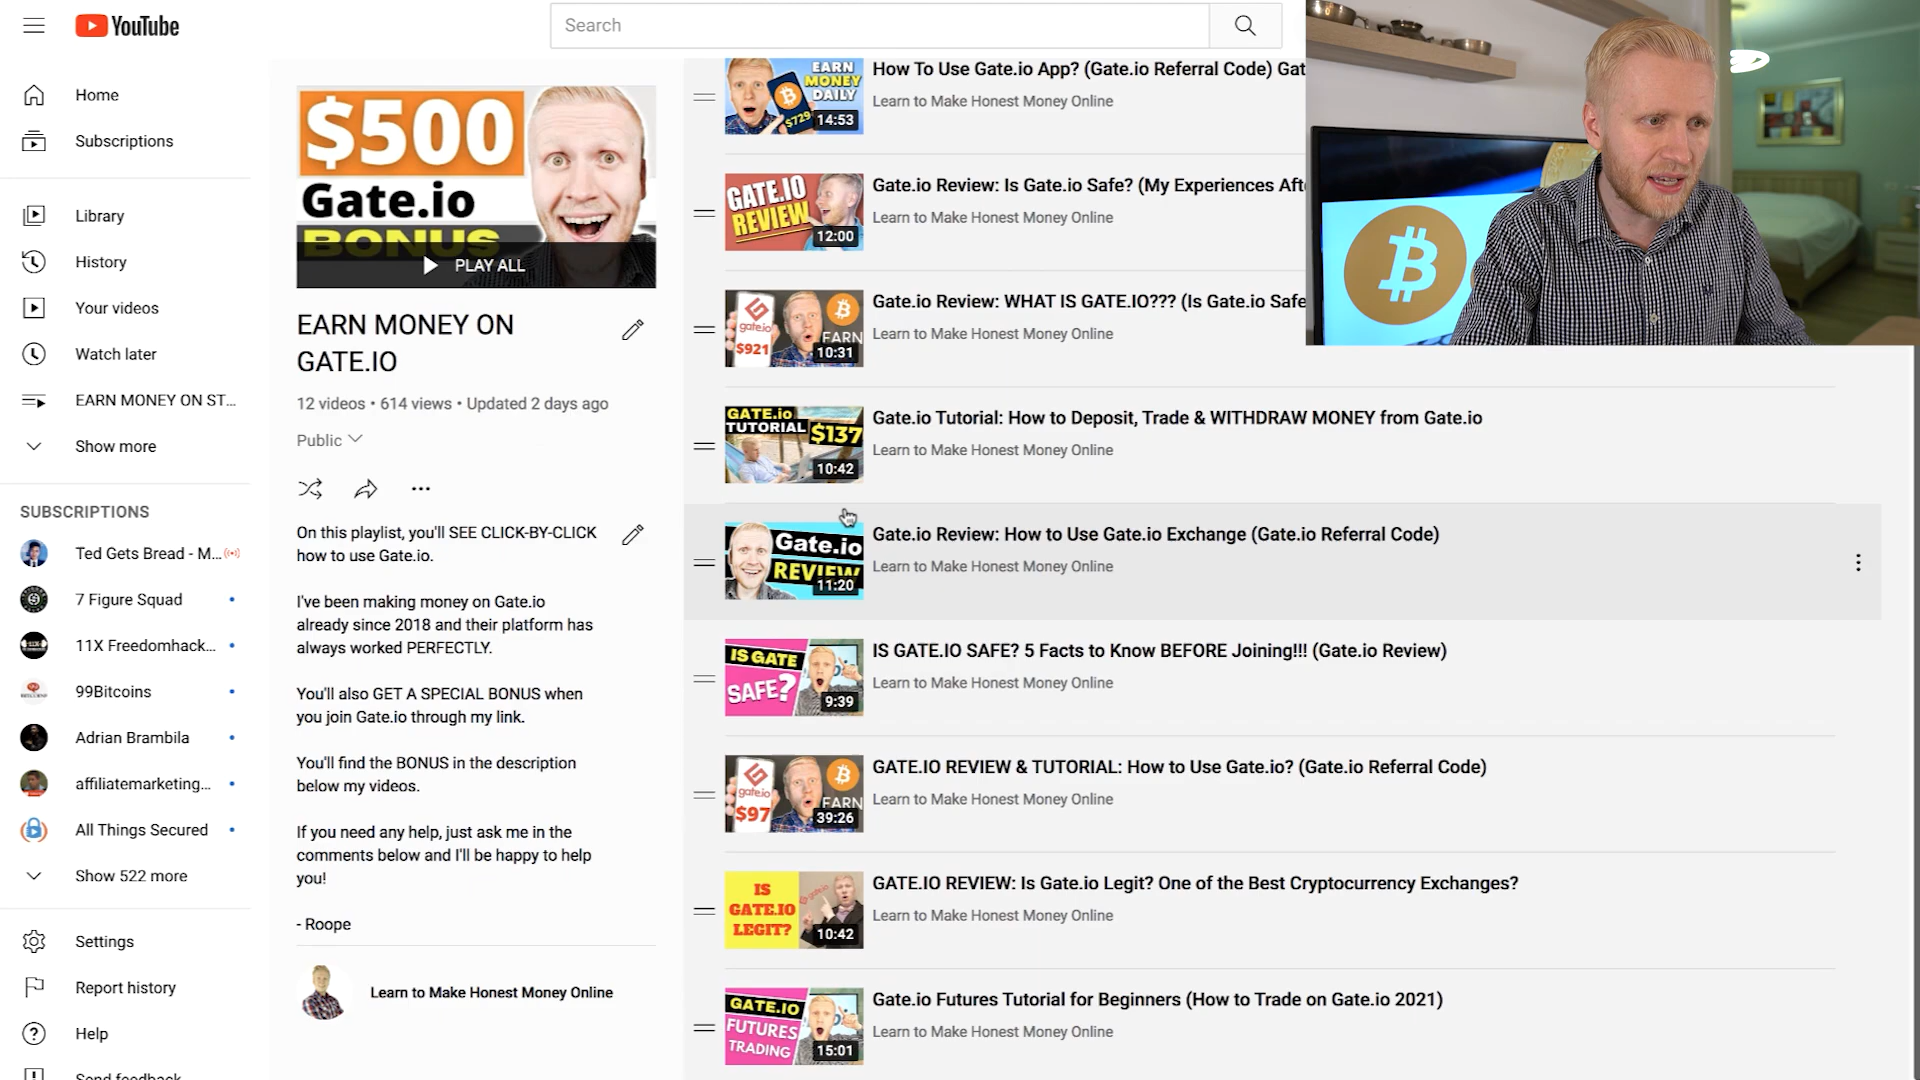 YouTube
Search
Home
Subscriptions
Library
History
Your videos
Watch later
EARN MONEY ON ST...
Show more
SUBSCRIPTIONS
Ted Gets Bread - M...
7 Figure Squad
11X Freedomhack...
99Bitcoins
Adrian Brambila
affiliatemarketing...
All Things Secured
Show 522 more
Settings
Report history
Help
Send feedback
$500
Gate.io
BONUS
PLAY ALL
EARN MONEY ON
GATE.IO
12 videos • 614 views • Updated 2 days ago
Public
On this playlist, you'll SEE CLICK-BY-CLICK
how to use Gate.io.
I've been making money on Gate.io
already since 2018 and their platform has
always worked PERFECTLY.
You'll also GET A SPECIAL BONUS when
you join Gate.io through my link.
You'll find the BONUS in the description
below my videos.
If you need any help, just ask me in the
comments below and I'll be happy to help
you!
- Roope
Learn to Make Honest Money Online
EARN
MONEY
DAILY
$729
14:53
How To Use Gate.io App? (Gate.io Referral Code) Gat
Learn to Make Honest Money Online
GATE.IO
REVIEW
12:00
Gate.io Review: Is Gate.io Safe? (My Experiences Aft
Learn to Make Honest Money Online
gate.io
$921
EARN
10:31
Gate.io Review: WHAT IS GATE.IO??? (Is Gate.io Safe
Learn to Make Honest Money Online
GATE.io
TUTORIAL
$137
10:42
Gate.io Tutorial: How to Deposit, Trade & WITHDRAW MONEY from Gate.io
Learn to Make Honest Money Online
Gate.io
REVIEW
11:20
Gate.io Review: How to Use Gate.io Exchange (Gate.io Referral Code)
Learn to Make Honest Money Online
IS GATE
SAFE?
9:39
IS GATE.IO SAFE? 5 Facts to Know BEFORE Joining!!! (Gate.io Review)
Learn to Make Honest Money Online
gate.io
$97
EARN
39:26
GATE.IO REVIEW & TUTORIAL: How to Use Gate.io? (Gate.io Referral Code)
Learn to Make Honest Money Online
IS
GATE.IO
LEGIT?
10:42
GATE.IO REVIEW: Is Gate.io Legit? One of the Best Cryptocurrency Exchanges?
Learn to Make Honest Money Online
GATE.IO
FUTURES
TRADING
15:01
Gate.io Futures Tutorial for Beginners (How to Trade on Gate.io 2021)
Learn to Make Honest Money Online